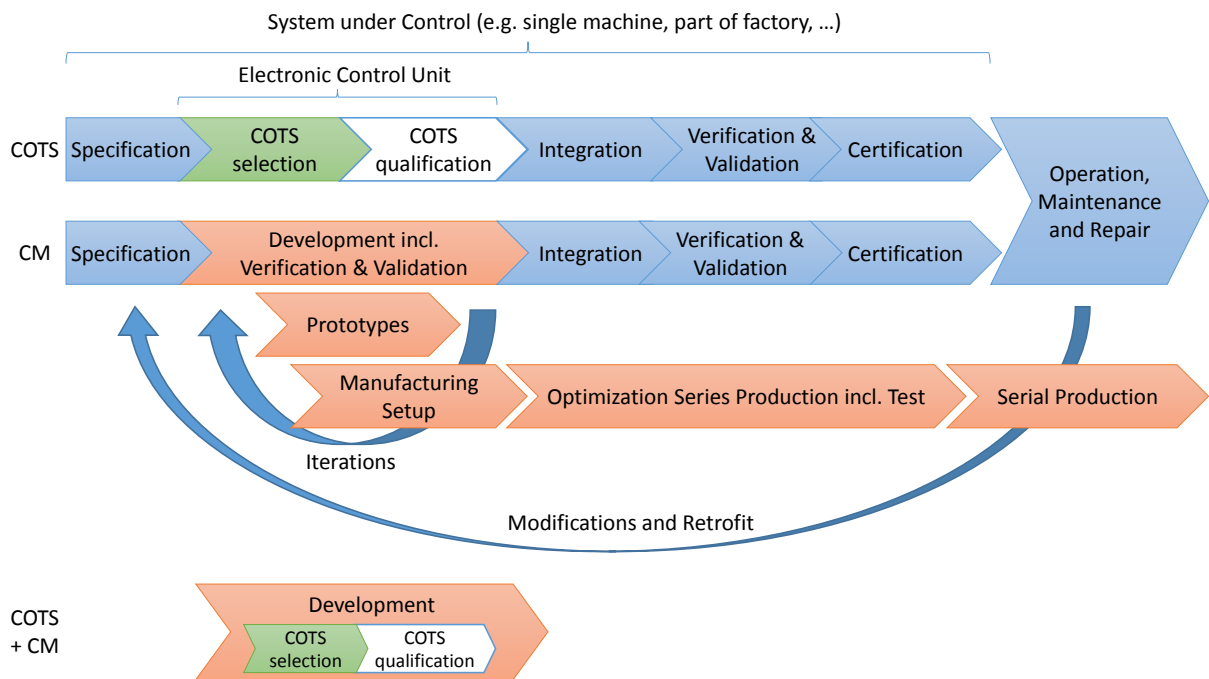 System under Control (e.g. single machine, part of factory, …)
Electronic Control Unit
COTS
Specification
COTS
selection
COTS
qualification
Integration
Verification &
Validation
Certification
Operation,
Maintenance
and Repair
CM
Specification
Development incl.
Verification & Validation
Integration
Verification &
Validation
Certification
Prototypes
Manufacturing
Setup
Optimization Series Production incl. Test
Serial Production
Iterations
Modifications and Retrofit
COTS
+ CM
Development
COTS
selection
COTS
qualification